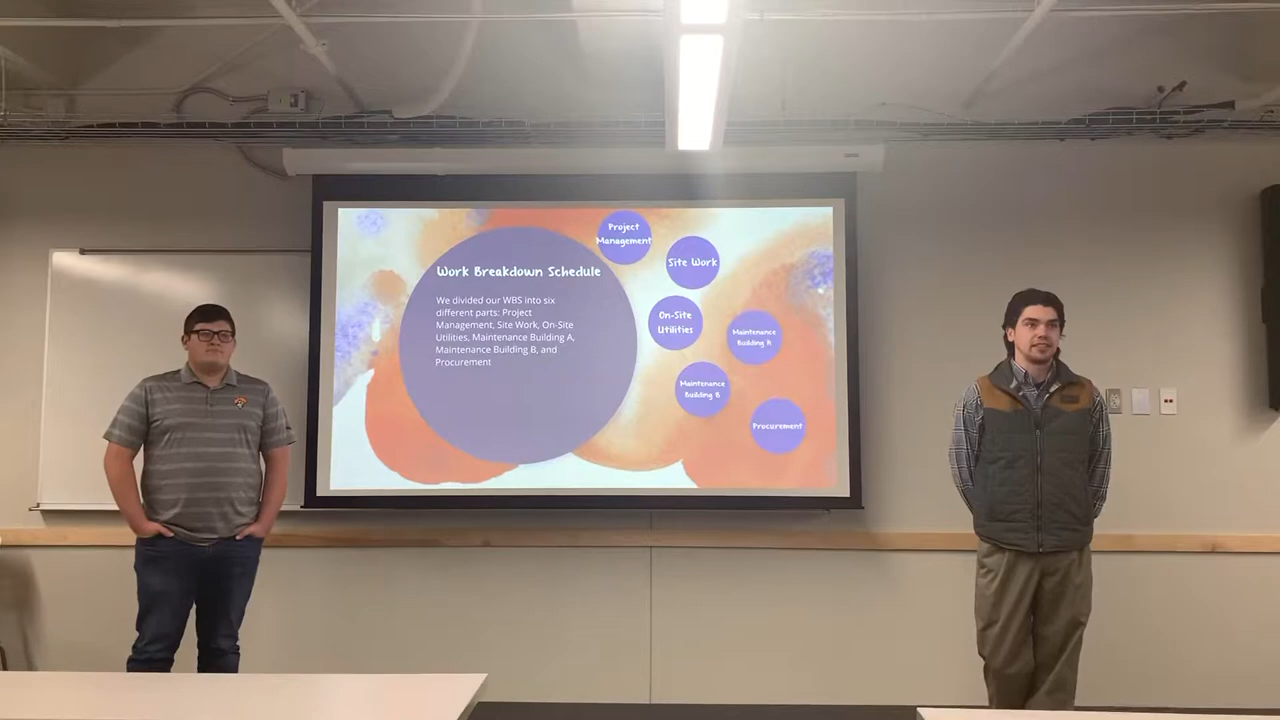 Work Breakdown Schedule
We divided our WBS into six
different parts: Project
Management, Site Work, On-Site
Utilities, Maintenance Building A,
Maintenance Building B, and
Procurement
Project
Management
Site Work
On-Site
Utilities
Maintenance
Building A
Maintenance
Building B
Procurement